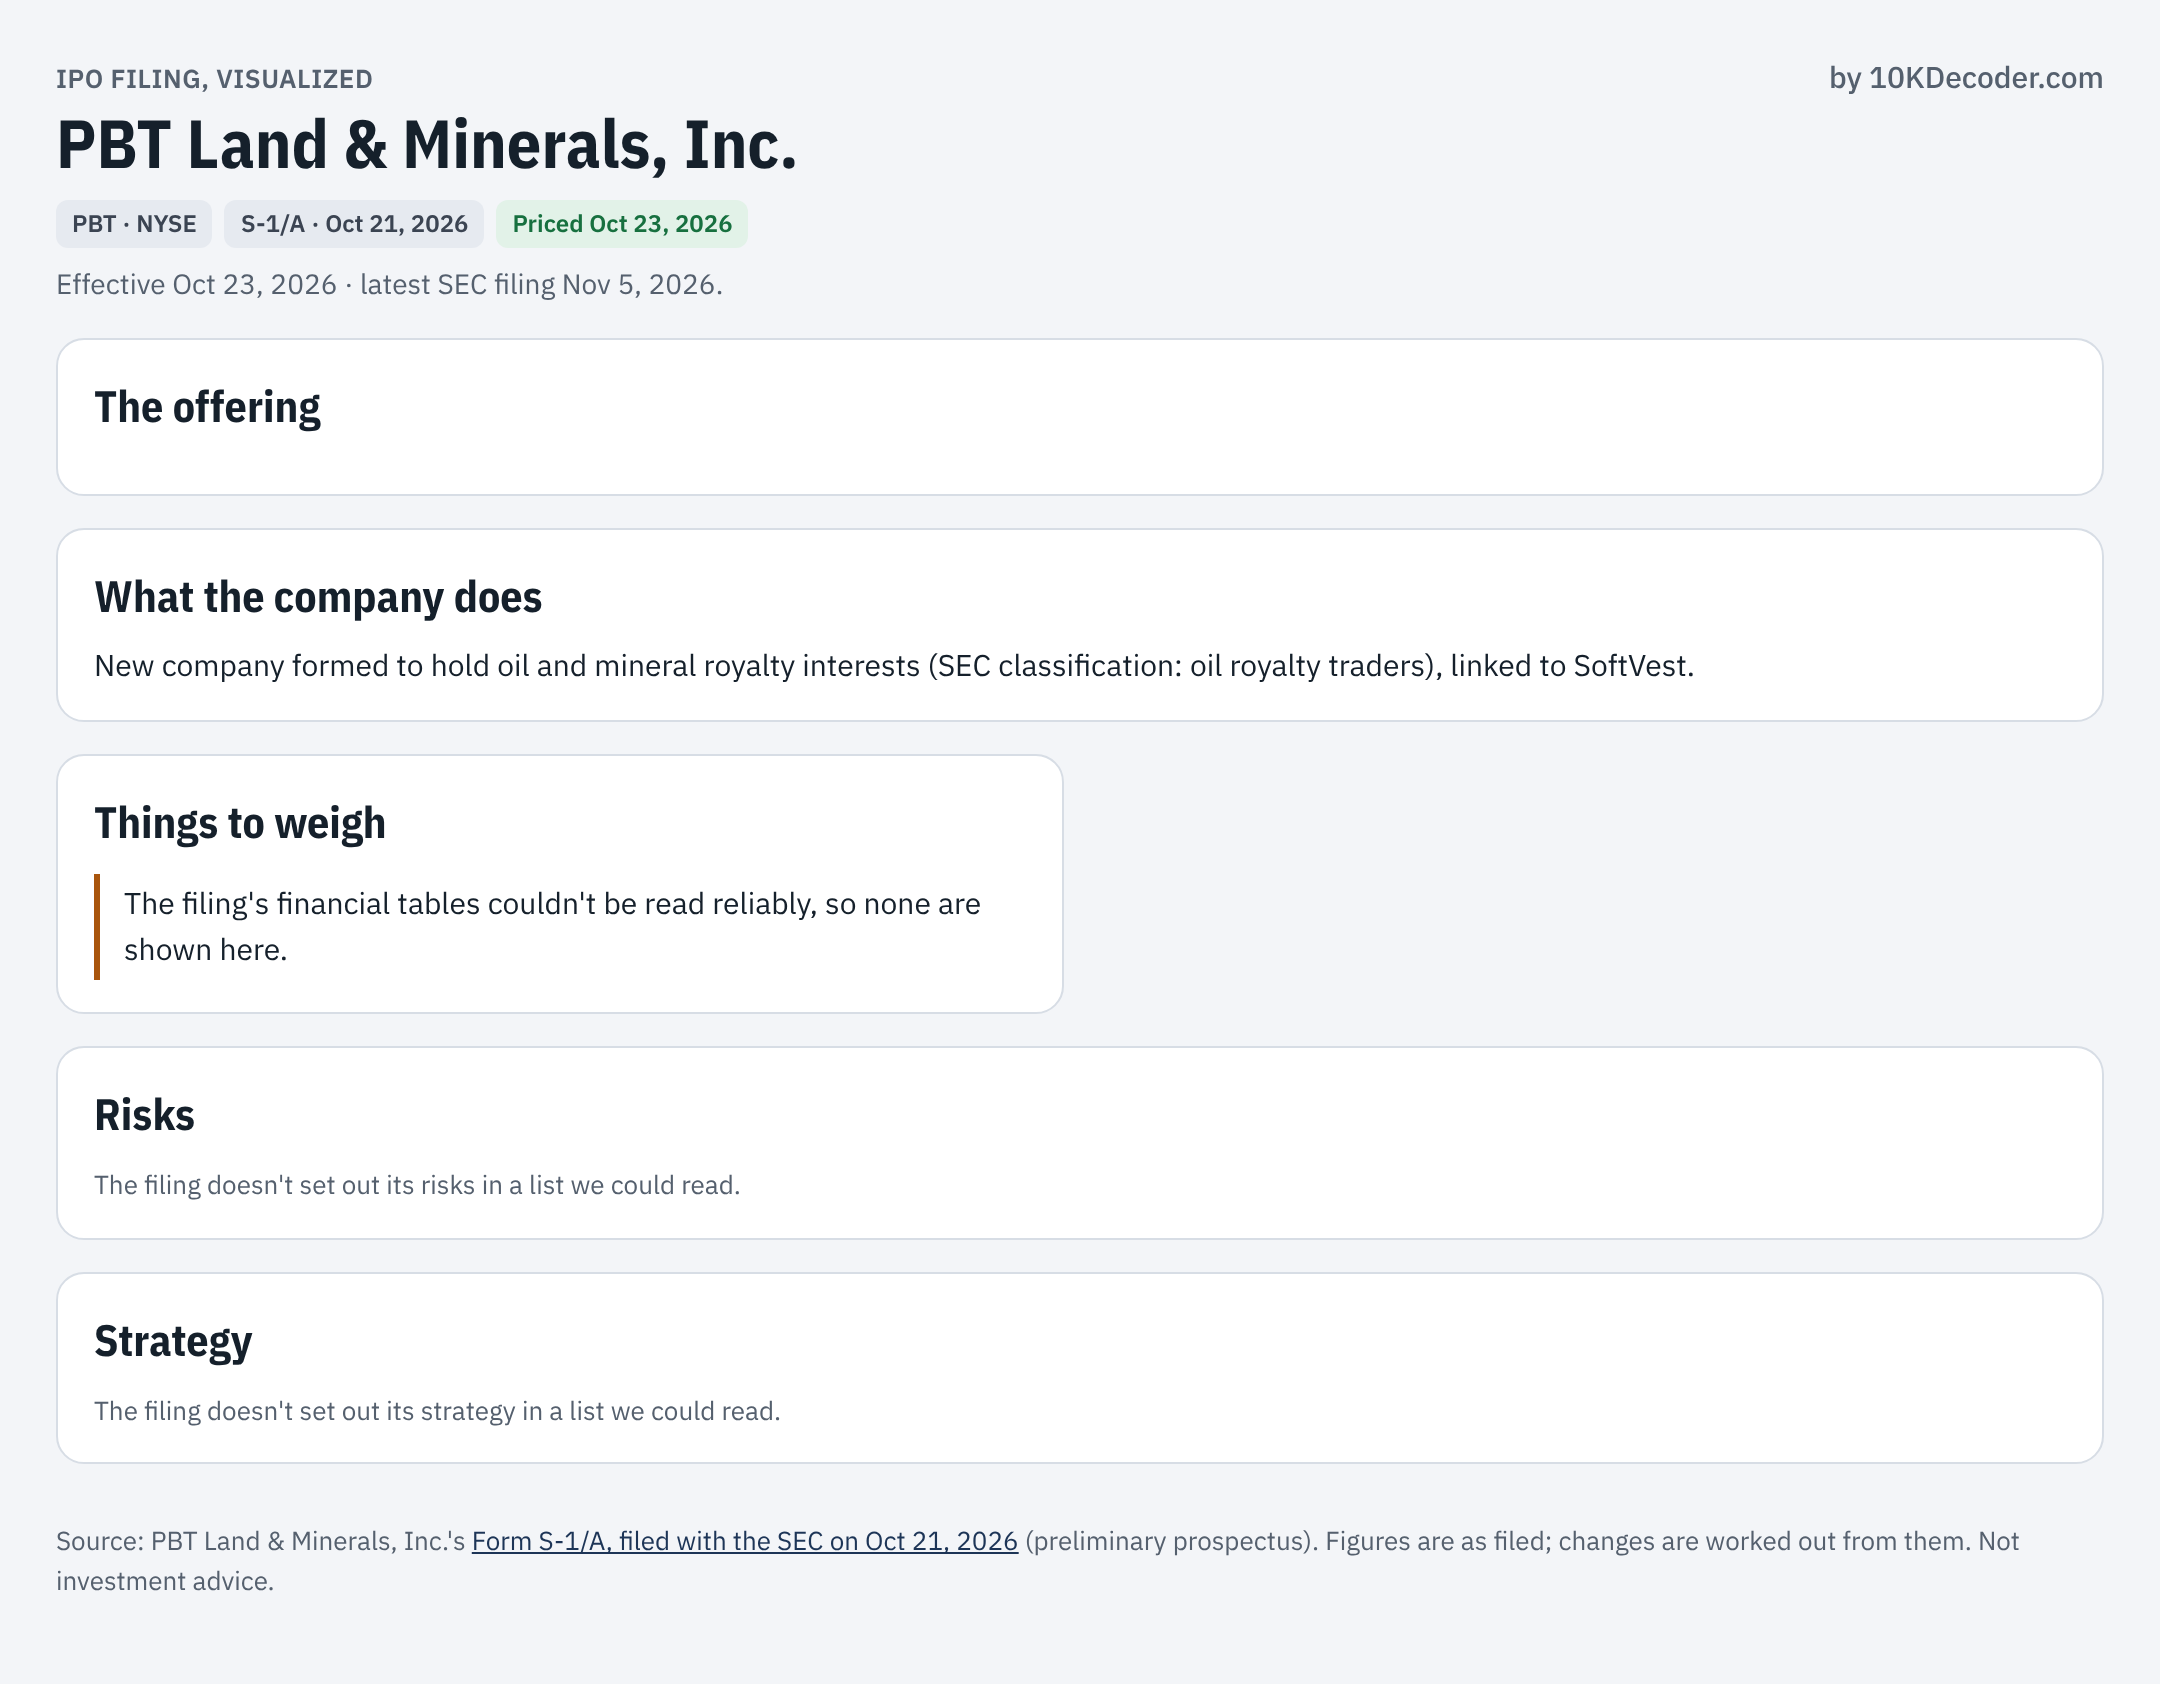 IPO FILING, VISUALIZED
by 10KDecoder.com
PBT Land & Minerals, Inc.
PBT · NYSE
S-1/A · Oct 21, 2026
Priced Oct 23, 2026
Effective Oct 23, 2026 · latest SEC filing Nov 5, 2026.
The offering
What the company does
New company formed to hold oil and mineral royalty interests (SEC classification: oil royalty traders), linked to SoftVest.
Things to weigh
The filing's financial tables couldn't be read reliably, so none are
shown here.
Risks
The filing doesn't set out its risks in a list we could read.
Strategy
The filing doesn't set out its strategy in a list we could read.
Source: PBT Land & Minerals, Inc.'s Form S-1/A, filed with the SEC on Oct 21, 2026 (preliminary prospectus). Figures are as filed; changes are worked out from them. Not
investment advice.